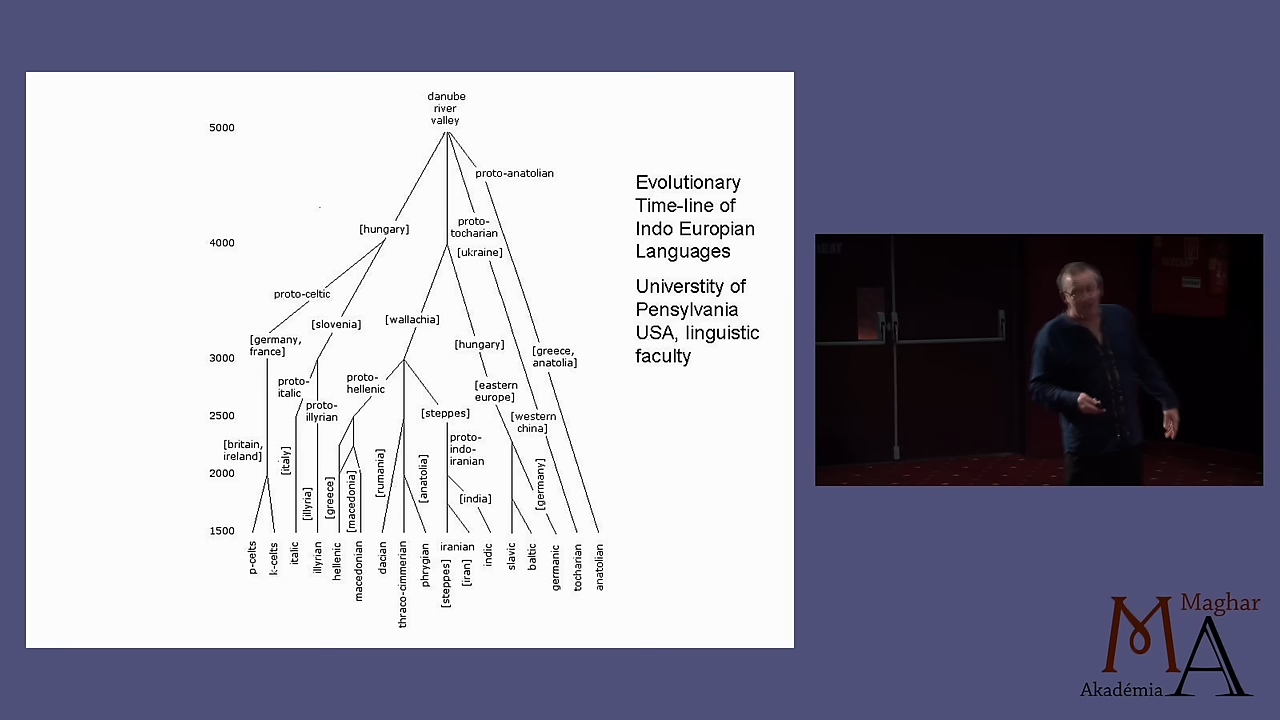 danube
river
valley
5000
proto-anatolian
Evolutionary
Time-line of
Indo Europian
Languages
Universtity of
Pensylvania
USA, linguistic
faculty
[hungary]
proto-
tocharian
4000
[ukraine]
proto-celtic
[slovenia]
[wallachia]
[germany,
france]
[hungary]
[greece,
anatolia]
3000
proto-
italic
proto-
hellenic
[eastern
europe]
proto-
illyrian
2500
[steppes]
[western
china]
[britain,
ireland]
proto-
indo-
iranian
2000
[italy]
[illyria]
[greece]
[macedonia]
[rumania]
[anatolia]
[india]
[germany]
1500
p-celts
k-celts
italic
illyrian
hellenic
macedonian
dacian
thraco-cimmerian
phrygian
iranian
[steppes]
[iran]
indic
slavic
baltic
germanic
tocharian
anatolian
Maghar
MA
Akadémia